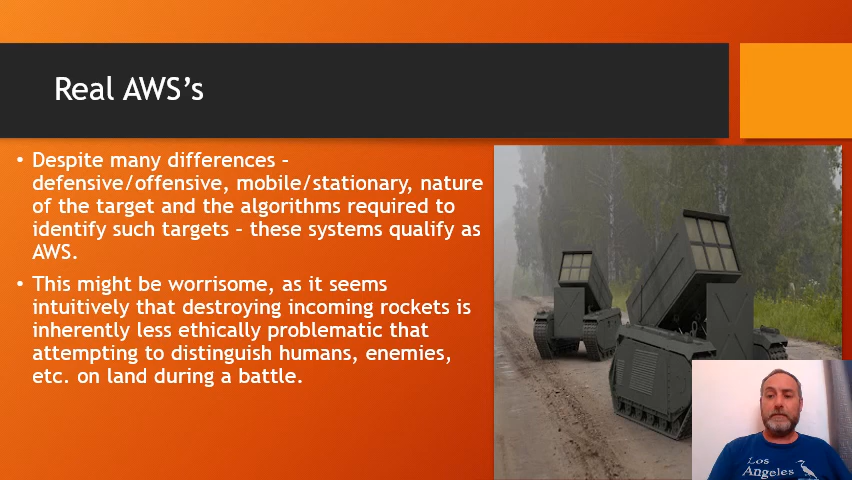 Real AWS’s
• Despite many differences –
defensive/offensive, mobile/stationary, nature
of the target and the algorithms required to
identify such targets – these systems qualify as
AWS.
• This might be worrisome, as it seems
intuitively that destroying incoming rockets is
inherently less ethically problematic that
attempting to distinguish humans, enemies,
etc. on land during a battle.
Los
Angeles